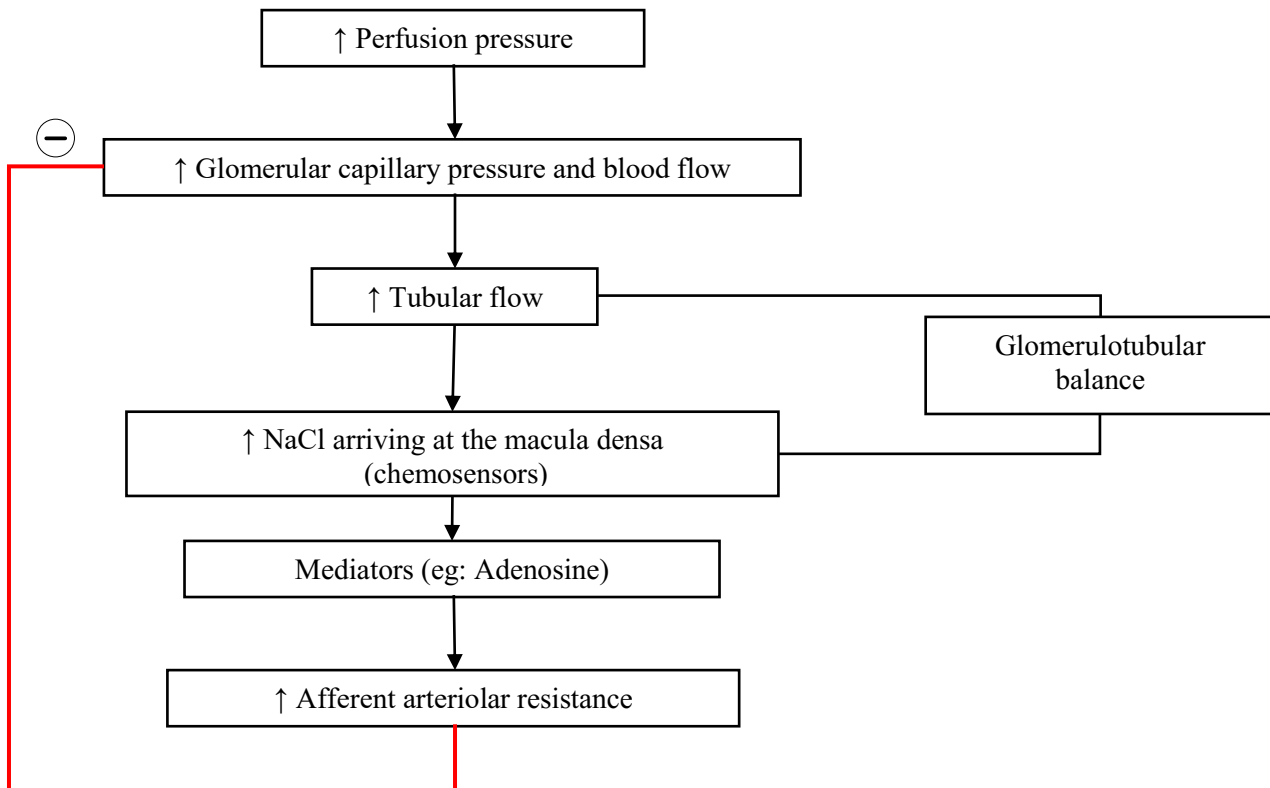 ↑ Perfusion pressure
−
↑ Glomerular capillary pressure and blood flow
↑ Tubular flow
Glomerulotubular
balance
↑ NaCl arriving at the macula densa
(chemosensors)
Mediators (eg: Adenosine)
↑ Afferent arteriolar resistance